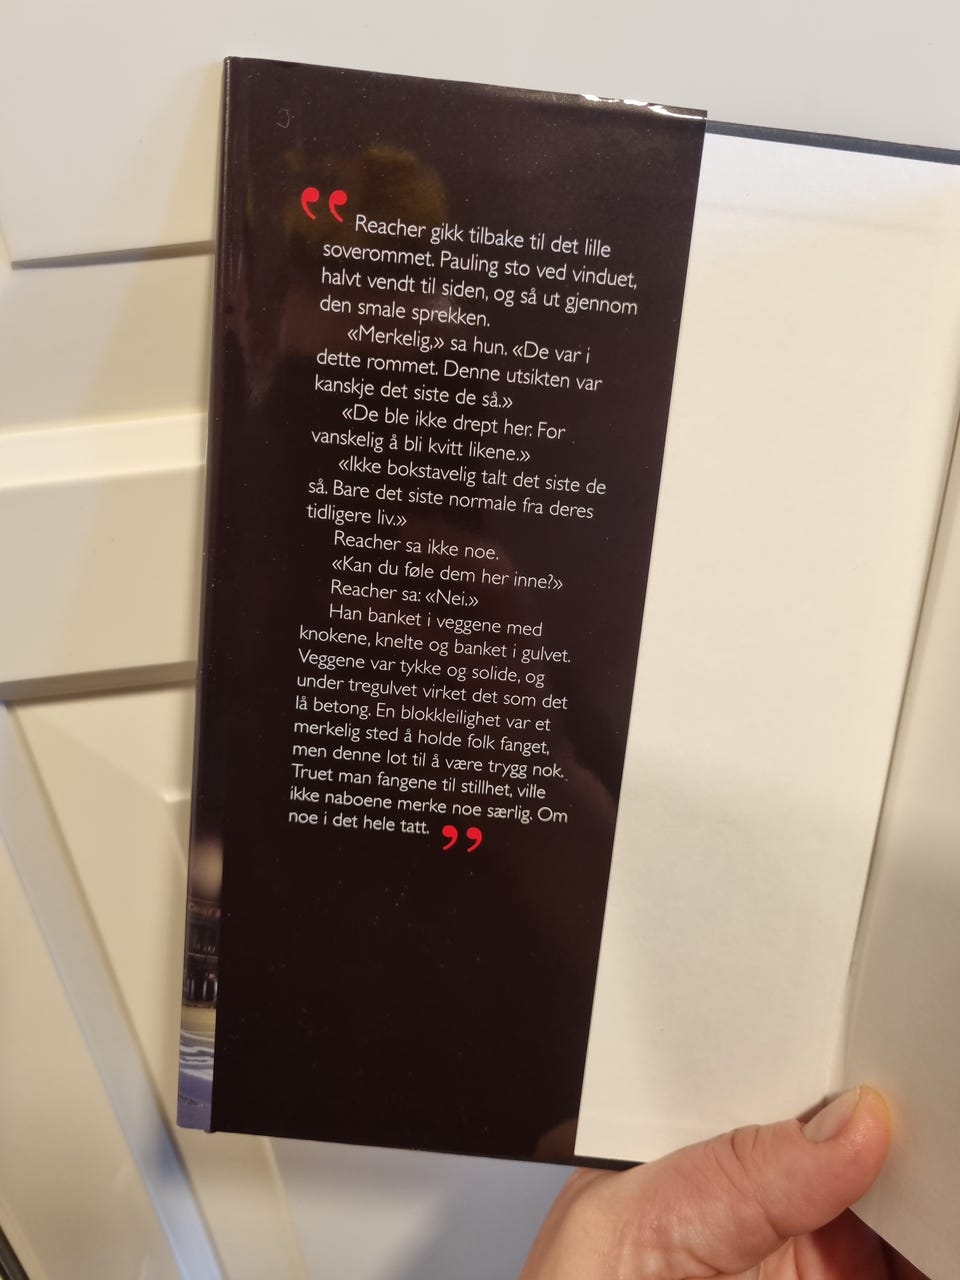 “ Reacher gikk tilbake til det lille
soverommet. Pauling sto ved vinduet,
halvt vendt til siden, og så ut gjennom
den smale sprekken.
«Merkelig,» sa hun. «De var i
dette rommet. Denne utsikten var
kanskje det siste de så.»
«De ble ikke drept her. For
vanskelig å bli kvitt likene.»
«Ikke bokstavelig talt det siste de
så. Bare det siste normale fra deres
tidligere liv.»
Reacher sa ikke noe.
«Kan du føle dem her inne?»
Reacher sa: «Nei.»
Han banket i veggene med
knokene, knelte og banket i gulvet.
Veggene var tykke og solide, og
under tregulvet virket det som det
lå betong. En blokkleilighet var et
merkelig sted å holde folk fanget,
men denne lot til å være trygg nok.
Truet man fangene til stillhet, ville
ikke naboene merke noe særlig. Om
noe i det hele tatt. ”